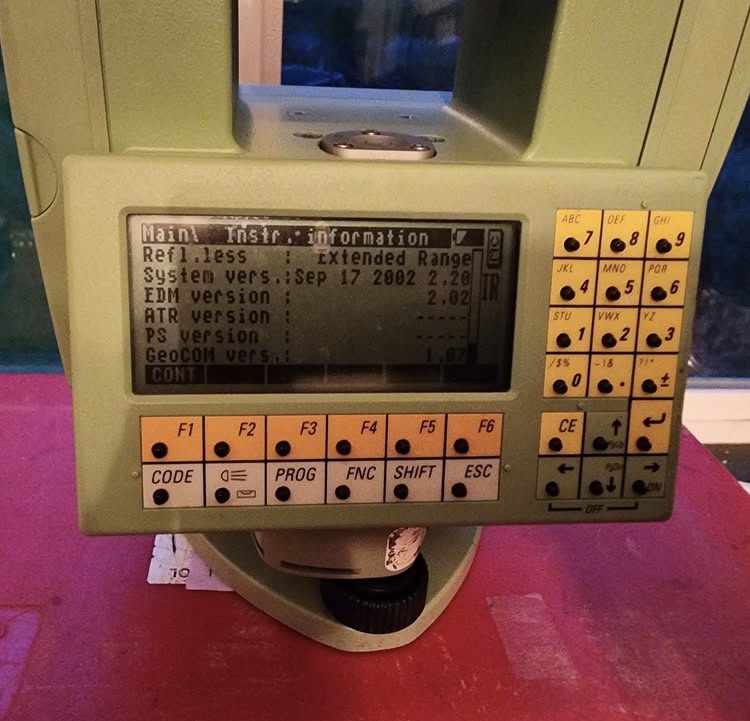 Main\ Instr. information
Refl.less : Extended Range
System vers.:Sep 17 2002 2.20
EDM version : 2.02
ATR version : -----
PS version : -----
GeoCOM vers.: 1.07
CONT
IR
F1 F2 F3 F4 F5 F6
CODE PROG FNC SHIFT ESC
ABC 7 DEF 8 GHI 9
JKL 4 MNO 5 PQR 6
STU 1 VWX 2 YZ 3
/$% 0 -\& . ?!* ±
CE ↑ PgUp ↵
← PgDn ↓ → ON
OFF